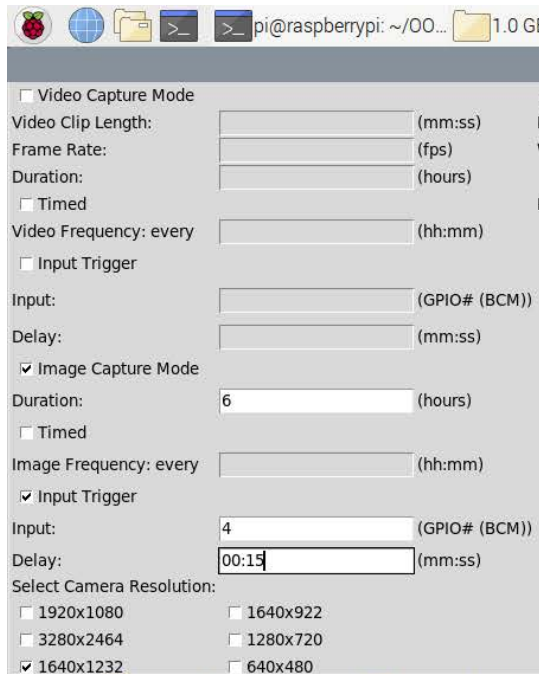 pi@raspberrypi: ~/OO... 1.0 GE
Video Capture Mode
Video Clip Length: (mm:ss)
Frame Rate: (fps)
Duration: (hours)
Timed
Video Frequency: every (hh:mm)
Input Trigger
Input: (GPIO# (BCM))
Delay: (mm:ss)
Image Capture Mode
Duration: 6 (hours)
Timed
Image Frequency: every (hh:mm)
Input Trigger
Input: 4 (GPIO# (BCM))
Delay: 00:15 (mm:ss)
Select Camera Resolution:
1920x1080 1640x922
3280x2464 1280x720
1640x1232 640x480